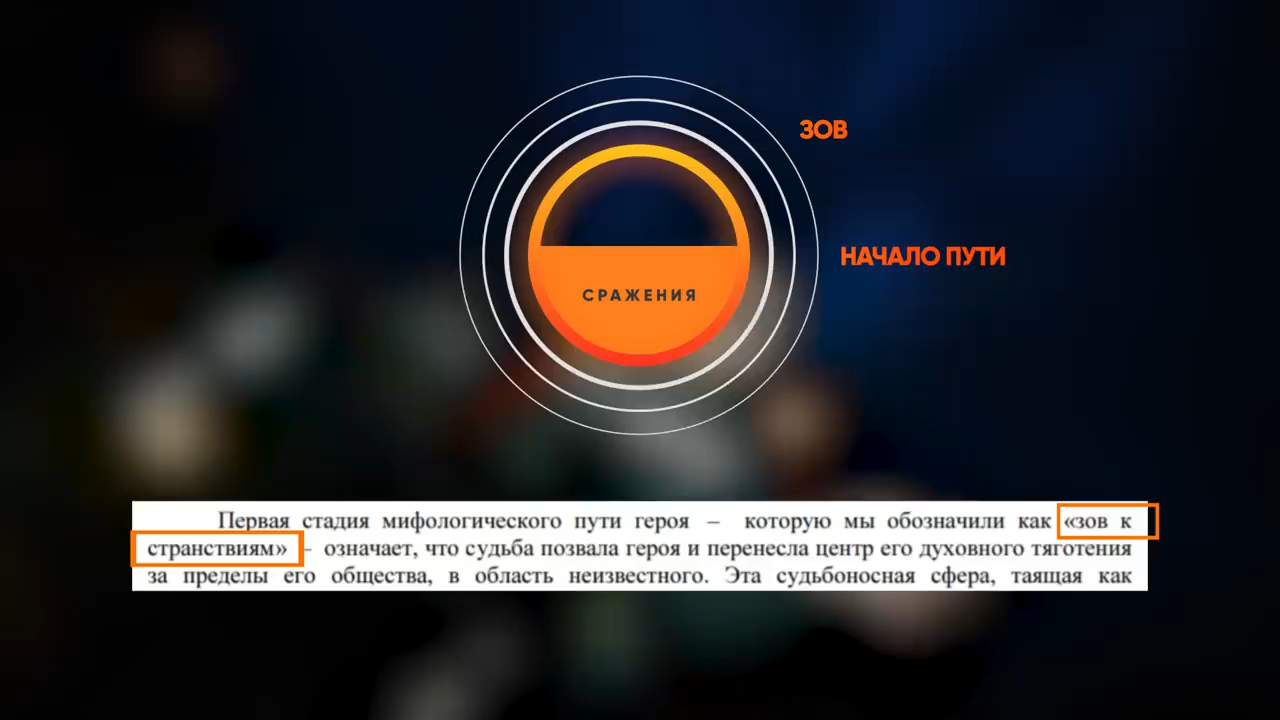 ЗОВ
НАЧАЛО ПУТИ
СРАЖЕНИЯ
Первая стадия мифологического пути героя – которую мы обозначили как «зов к
странствиям» – означает, что судьба позвала героя и перенесла центр его духовного тяготения
за пределы его общества, в область неизвестного. Эта судьбоносная сфера, таящая как